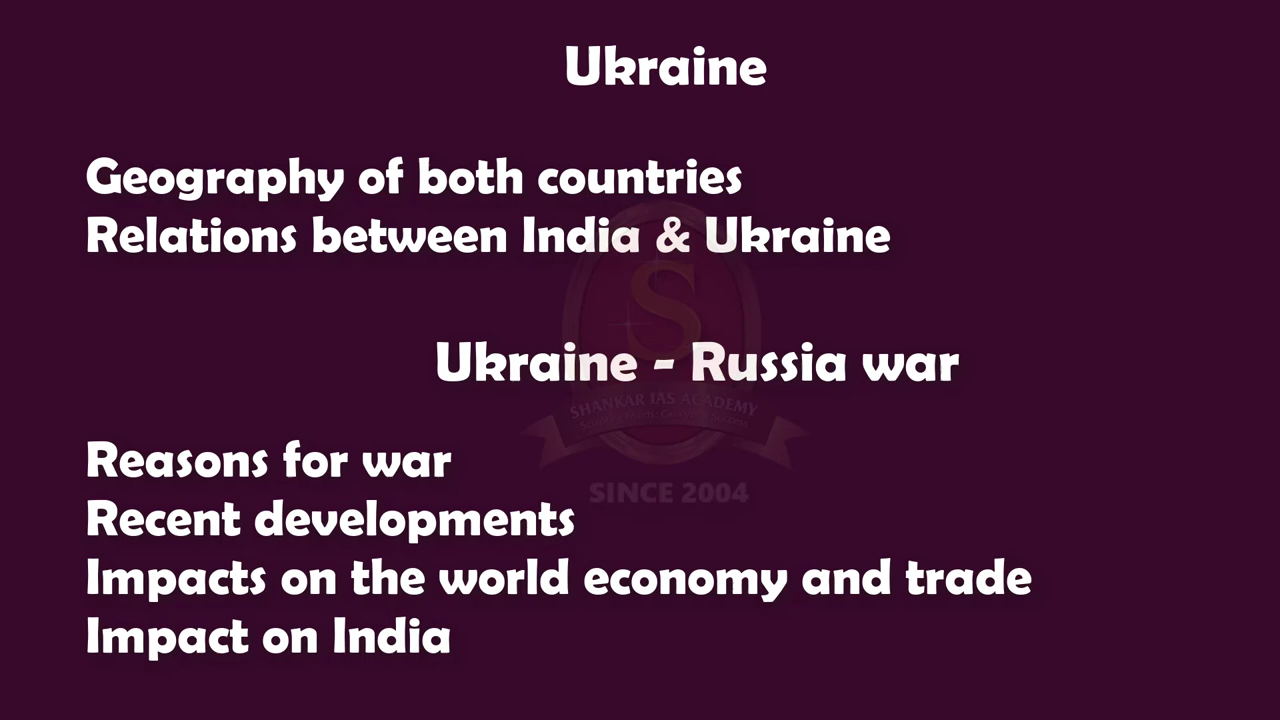 Ukraine
Geography of both countries
Relations between India & Ukraine
S
Ukraine - Russia war
SHANKAR IAS ACADEMY
Reasons for war
SINCE 2004
Recent developments
Impacts on the world economy and trade
Impact on India